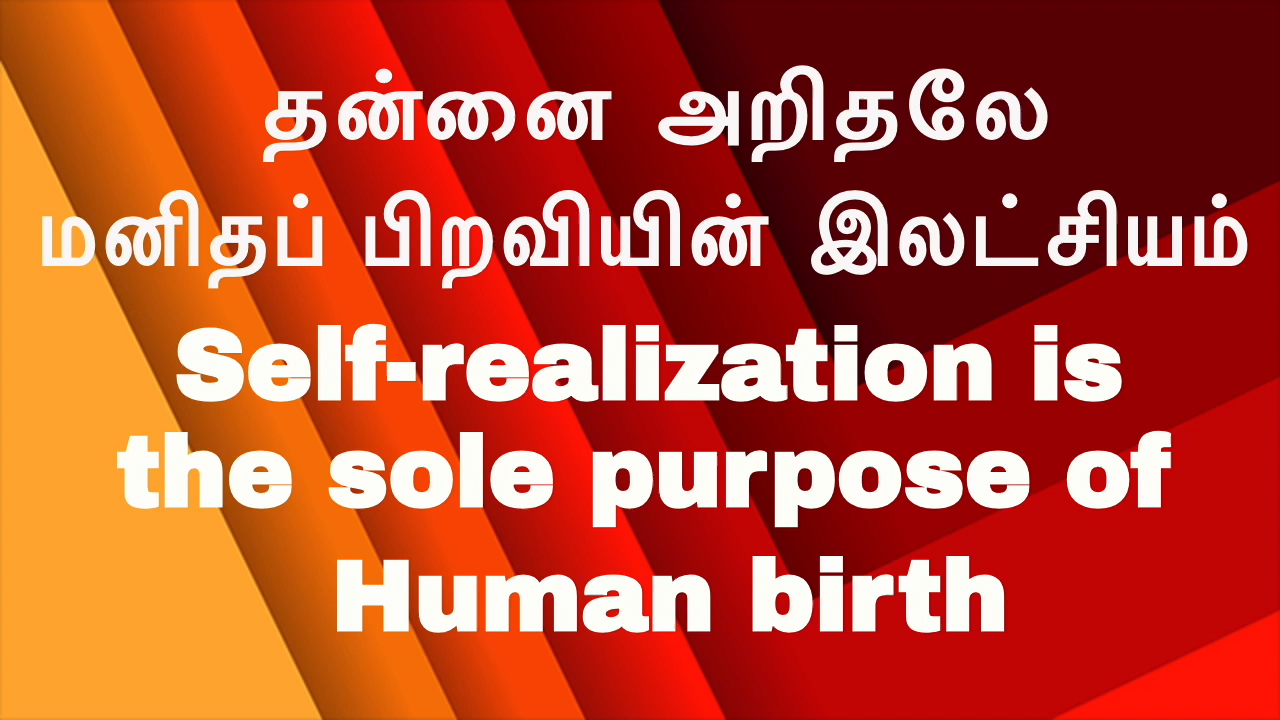 தன்னை அறிதலே
மனிதப் பிறவியின் இலட்சியம்
Self-realization is
the sole purpose of
Human birth